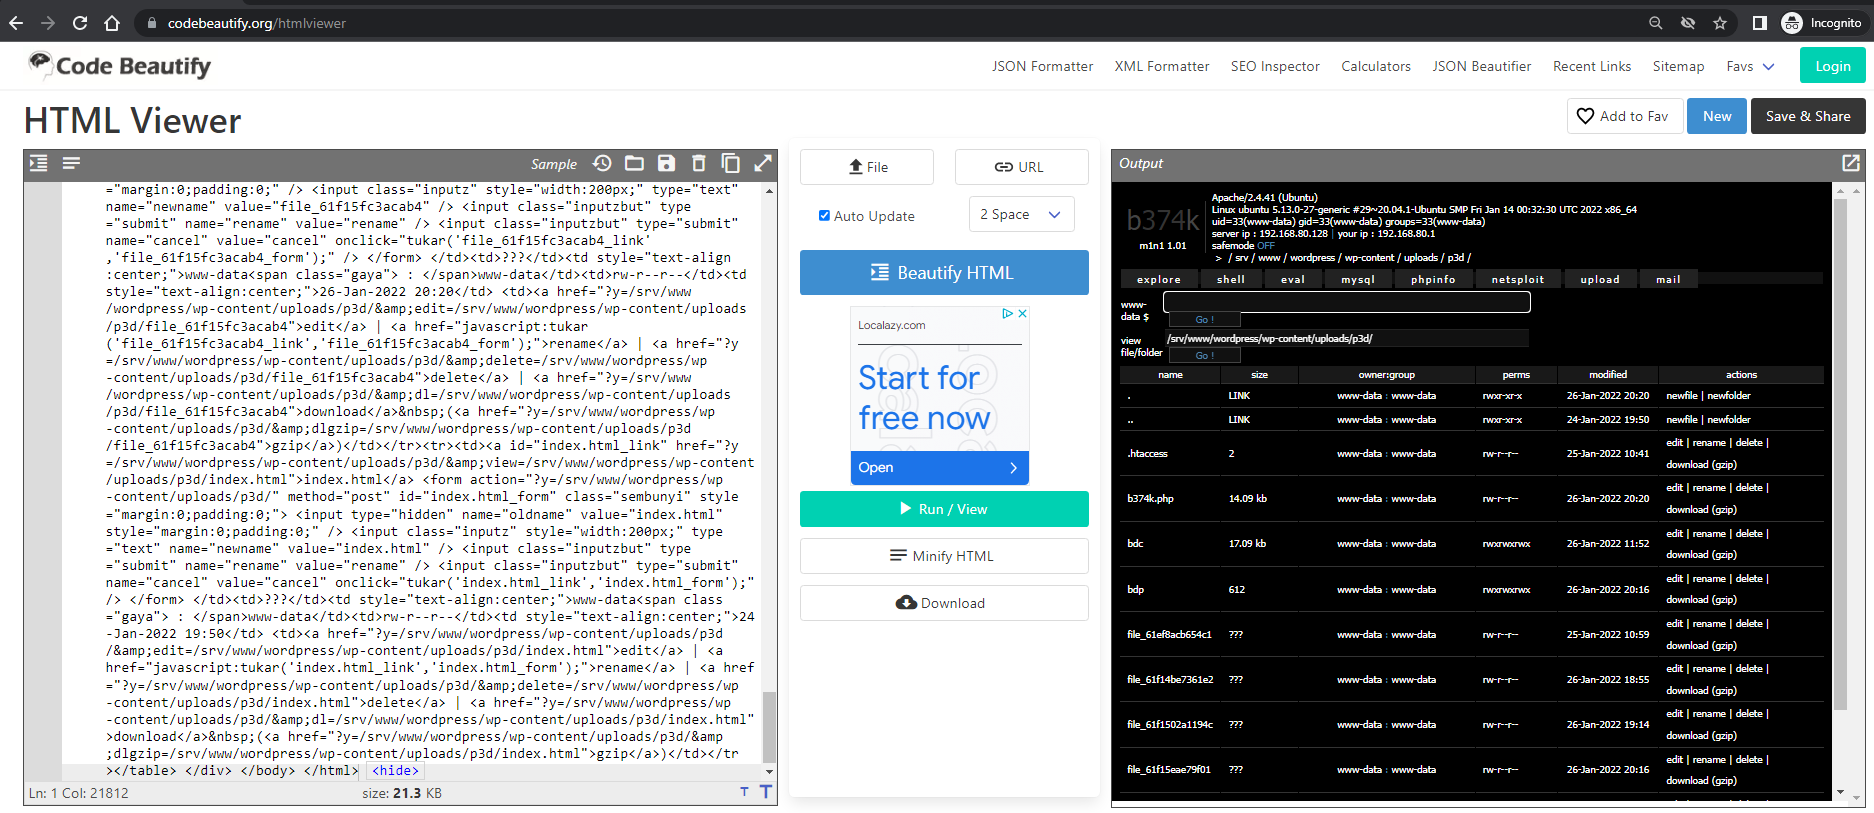 codebeautify.org/htmlviewer
Incognito
Code Beautify
JSON Formatter
XML Formatter
SEO Inspector
Calculators
JSON Beautifier
Recent Links
Sitemap
Favs
Login
HTML Viewer
Add to Fav
New
Save & Share
Sample
="margin:0;padding:0;" /> <input class="inputz" style="width:200px;" type="text"
name="newname" value="file_61f15fc3acab4" /> <input class="inputzbut" type
="submit" name="rename" value="rename" /> <input class="inputzbut" type="submit"
name="cancel" value="cancel" onclick="tukar('file_61f15fc3acab4_link'
,'file_61f15fc3acab4_form');" /> </form> </td><td>???</td><td style="text-align
:center;">www-data<span class="gaya"> : </span>www-data</td><td>rw-r--r--</td><td
style="text-align:center;">26-Jan-2022 20:20</td> <td><a href="?y=/srv/www
/wordpress/wp-content/uploads/p3d/&amp;edit=/srv/www/wordpress/wp-content/uploads
/p3d/file_61f15fc3acab4">edit</a> | <a href="javascript:tukar
('file_61f15fc3acab4_link','file_61f15fc3acab4_form');">rename</a> | <a href="?y
=/srv/www/wordpress/wp-content/uploads/p3d/&amp;delete=/srv/www/wordpress/wp
-content/uploads/p3d/file_61f15fc3acab4">delete</a> | <a href="?y=/srv/www
/wordpress/wp-content/uploads/p3d/&amp;dl=/srv/www/wordpress/wp-content/uploads
/p3d/file_61f15fc3acab4">download</a>&nbsp;(<a href="?y=/srv/www/wordpress/wp
-content/uploads/p3d/&amp;dlgzip=/srv/www/wordpress/wp-content/uploads/p3d
/file_61f15fc3acab4">gzip</a>)</td></tr><tr><td><a id="index.html_link" href="?y
=/srv/www/wordpress/wp-content/uploads/p3d/&amp;view=/srv/www/wordpress/wp-content
/uploads/p3d/index.html">index.html</a> <form action="?y=/srv/www/wordpress/wp
-content/uploads/p3d/" method="post" id="index.html_form" class="sembunyi" style
="margin:0;padding:0;"> <input type="hidden" name="oldname" value="index.html"
style="margin:0;padding:0;" /> <input class="inputz" style="width:200px;" type
="text" name="newname" value="index.html" /> <input class="inputzbut" type
="submit" name="rename" value="rename" /> <input class="inputzbut" type="submit"
name="cancel" value="cancel" onclick="tukar('index.html_link','index.html_form');"
/> </form> </td><td>???</td><td style="text-align:center;">www-data<span class
="gaya"> : </span>www-data</td><td>rw-r--r--</td><td style="text-align:center;">24
-Jan-2022 19:50</td> <td><a href="?y=/srv/www/wordpress/wp-content/uploads/p3d
/&amp;edit=/srv/www/wordpress/wp-content/uploads/p3d/index.html">edit</a> | <a
href="javascript:tukar('index.html_link','index.html_form');">rename</a> | <a href
="?y=/srv/www/wordpress/wp-content/uploads/p3d/&amp;delete=/srv/www/wordpress/wp
-content/uploads/p3d/index.html">delete</a> | <a href="?y=/srv/www/wordpress/wp
-content/uploads/p3d/&amp;dl=/srv/www/wordpress/wp-content/uploads/p3d/index.html"
>download</a>&nbsp;(<a href="?y=/srv/www/wordpress/wp-content/uploads/p3d/&amp
;dlgzip=/srv/www/wordpress/wp-content/uploads/p3d/index.html">gzip</a>)</td></tr
></table> </div> </body> </html> <hide>
Ln: 1 Col: 21812
size: 21.3 KB
T T
File
URL
Auto Update
2 Space
Beautify HTML
Localazy.com
Start for
free now
Open
Run / View
Minify HTML
Download
Output
b374k
m1n1 1.01
Apache/2.4.41 (Ubuntu)
Linux ubuntu 5.13.0-27-generic #29~20.04.1-Ubuntu SMP Fri Jan 14 00:32:30 UTC 2022 x86_64
uid=33(www-data) gid=33(www-data) groups=33(www-data)
server ip : 192.168.80.128 | your ip : 192.168.80.1
safemode OFF
> / srv / www / wordpress / wp-content / uploads / p3d /
explore shell eval mysql phpinfo netsploit upload mail
www-
data $
Go !
view
file/folder
/srv/www/wordpress/wp-content/uploads/p3d/
Go !
name size owner:group perms modified actions
. LINK www-data : www-data rwxr-xr-x 26-Jan-2022 20:20 newfile | newfolder
.. LINK www-data : www-data rwxr-xr-x 24-Jan-2022 19:50 newfile | newfolder
.htaccess 2 www-data : www-data rw-r--r-- 25-Jan-2022 10:41 edit | rename | delete |
download (gzip)
b374k.php 14.09 kb www-data : www-data rw-r--r-- 26-Jan-2022 20:20 edit | rename | delete |
download (gzip)
bdc 17.09 kb www-data : www-data rwxrwxrwx 26-Jan-2022 11:52 edit | rename | delete |
download (gzip)
bdp 612 www-data : www-data rwxrwxrwx 26-Jan-2022 20:16 edit | rename | delete |
download (gzip)
file_61ef8acb654c1 ??? www-data : www-data rw-r--r-- 25-Jan-2022 10:59 edit | rename | delete |
download (gzip)
file_61f14be7361e2 ??? www-data : www-data rw-r--r-- 26-Jan-2022 18:55 edit | rename | delete |
download (gzip)
file_61f1502a1194c ??? www-data : www-data rw-r--r-- 26-Jan-2022 19:14 edit | rename | delete |
download (gzip)
file_61f15eae79f01 ??? www-data : www-data rw-r--r-- 26-Jan-2022 20:16 edit | rename | delete |
download (gzip)